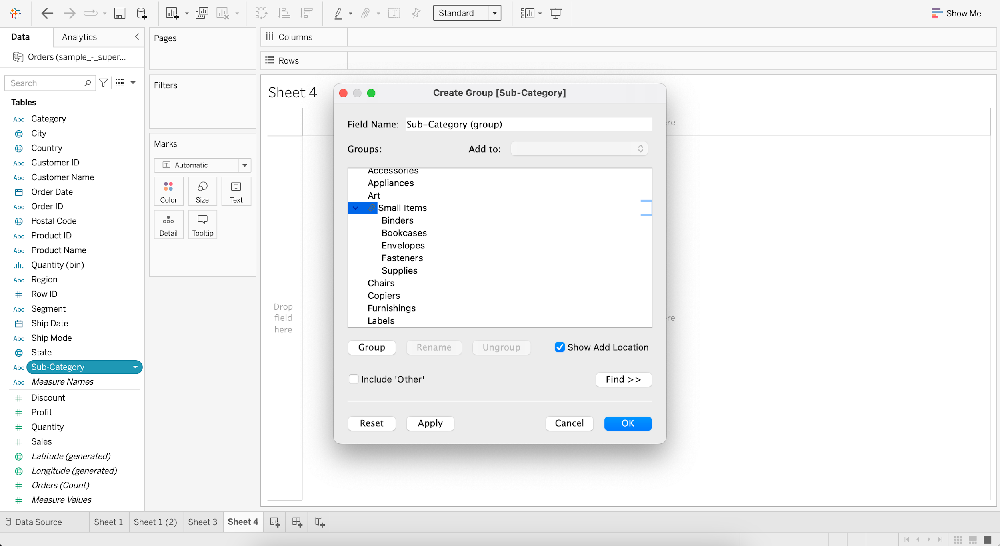 Standard
Show Me
Data
Analytics
Orders (sample_-_super...
Search
Tables
Abc Category
City
Country
Abc Customer ID
Abc Customer Name
Order Date
Abc Order ID
Postal Code
Abc Product ID
Abc Product Name
Quantity (bin)
Abc Region
Row ID
Abc Segment
Ship Date
Abc Ship Mode
State
Abc Sub-Category
Abc Measure Names
Discount
Profit
Quantity
Sales
Latitude (generated)
Longitude (generated)
Orders (Count)
Measure Values
Pages
Filters
Marks
T Automatic
Color
Size
T
Text
Detail
Tooltip
Columns
Rows
Sheet 4
Drop
field
here
re
re
Create Group [Sub-Category]
Field Name: Sub-Category (group)
Groups:
Add to:
Accessories
Appliances
Art
Small Items
Binders
Bookcases
Envelopes
Fasteners
Supplies
Chairs
Copiers
Furnishings
Labels
Group
Rename
Ungroup
Show Add Location
Include 'Other'
Find >>
Reset
Apply
Cancel
OK
Data Source
Sheet 1
Sheet 1 (2)
Sheet 3
Sheet 4